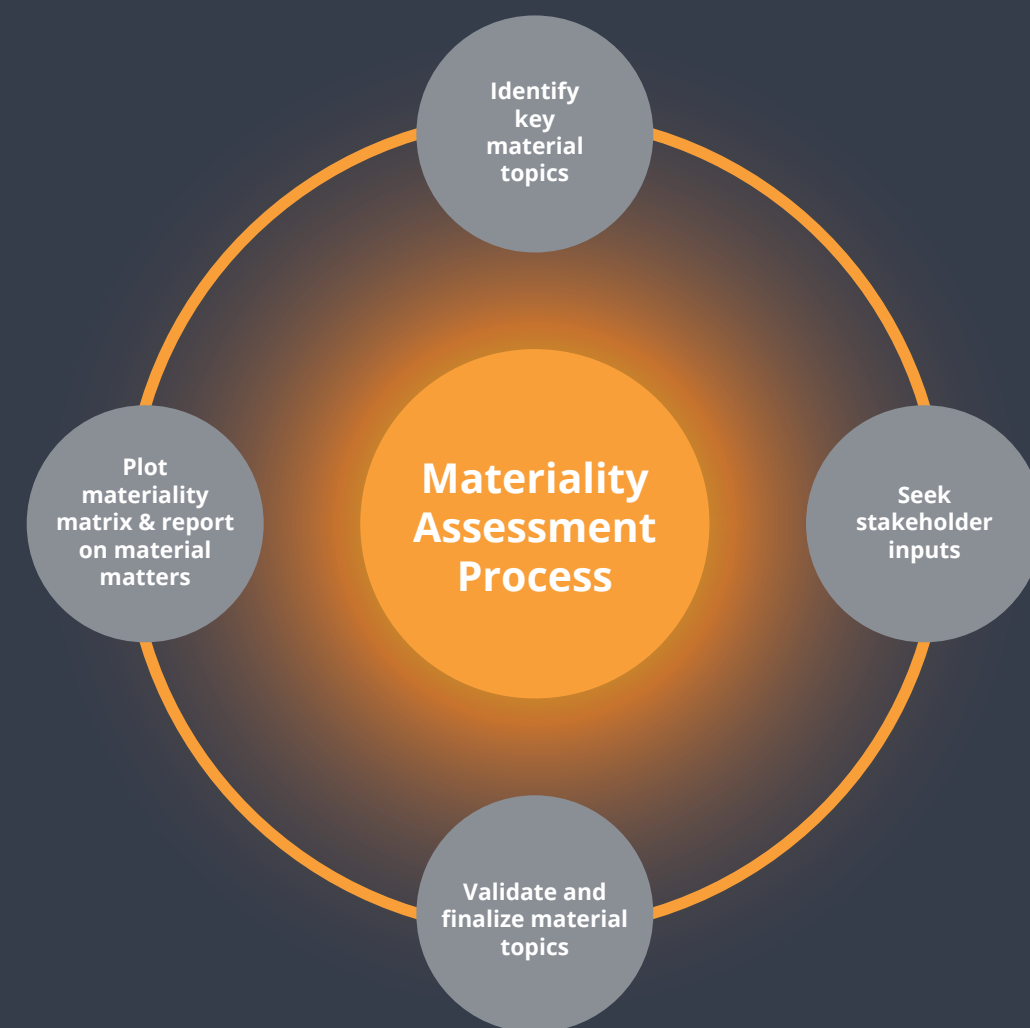 Identify
key
material
topics
Plot
materiality
matrix & report
on material
matters
Materiality
Assessment
Process
Seek
stakeholder
inputs
Validate and
finalize material
topics